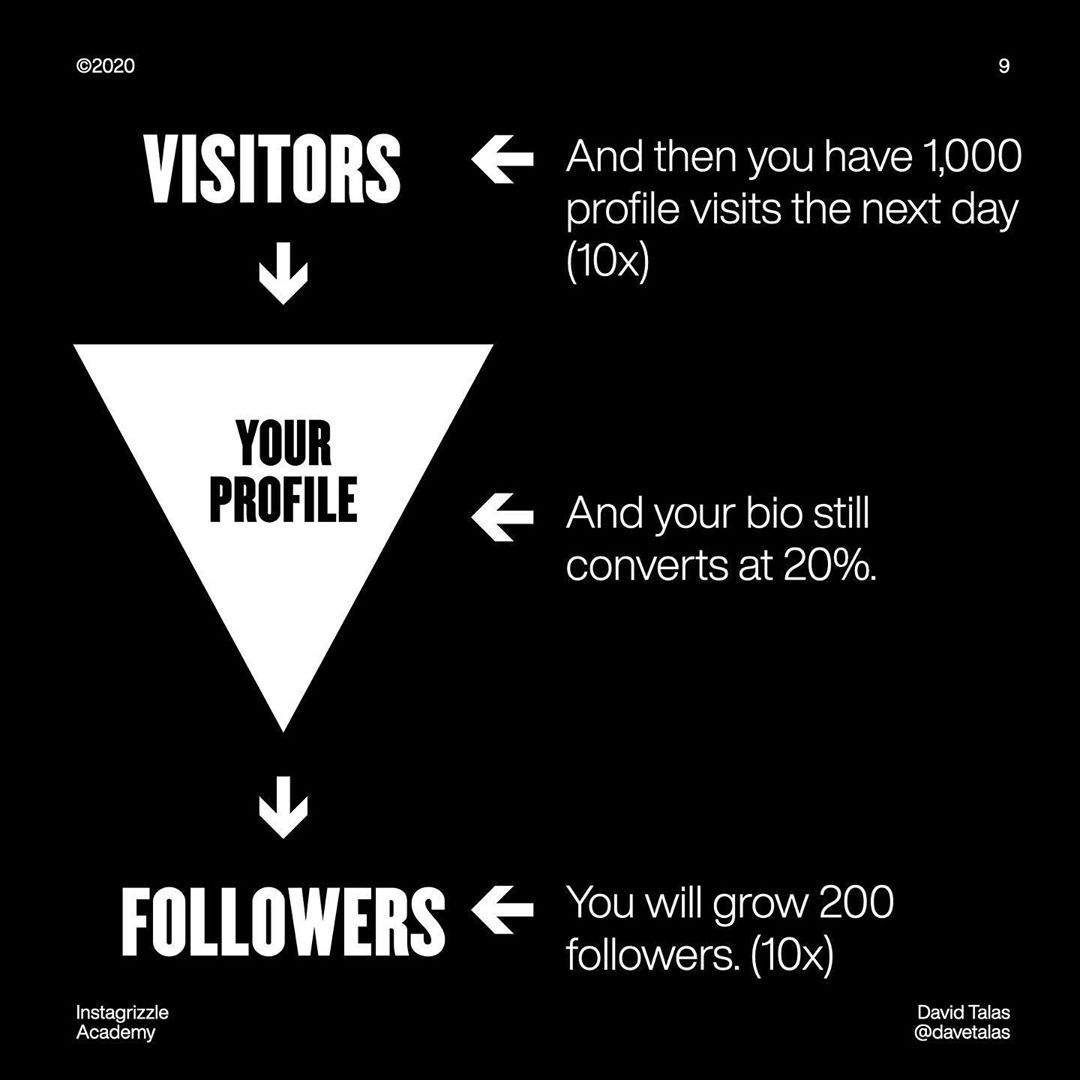 ©2020
9
VISITORS
And then you have 1,000
profile visits the next day
(10x)
YOUR
PROFILE
And your bio still
converts at 20%.
FOLLOWERS
You will grow 200
followers. (10x)
Instagrizzle
Academy
David Talas
@davetalas